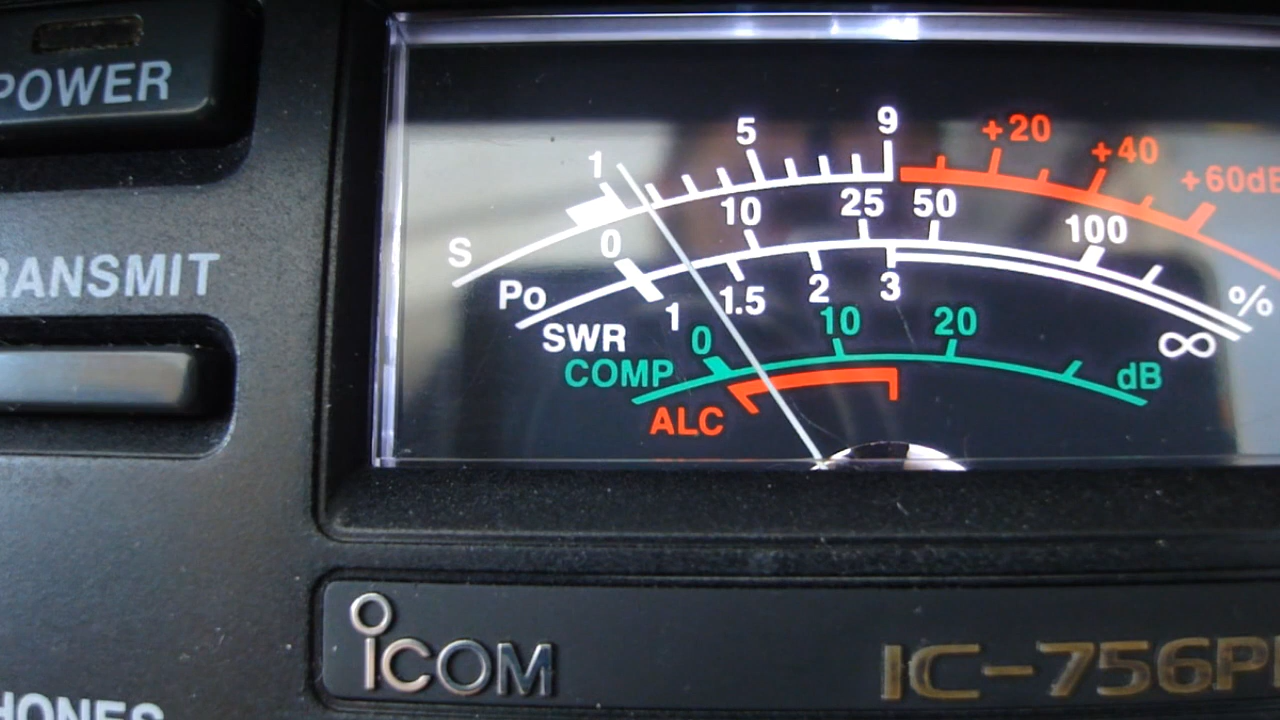 POWER
TRANSMIT
S 1 5 9 +20 +40 +60dB
Po 0 10 25 50 100 %
SWR 1 1.5 2 3 ∞
COMP 0 10 20 dB
ALC
ICOM
IC-756P
HONES